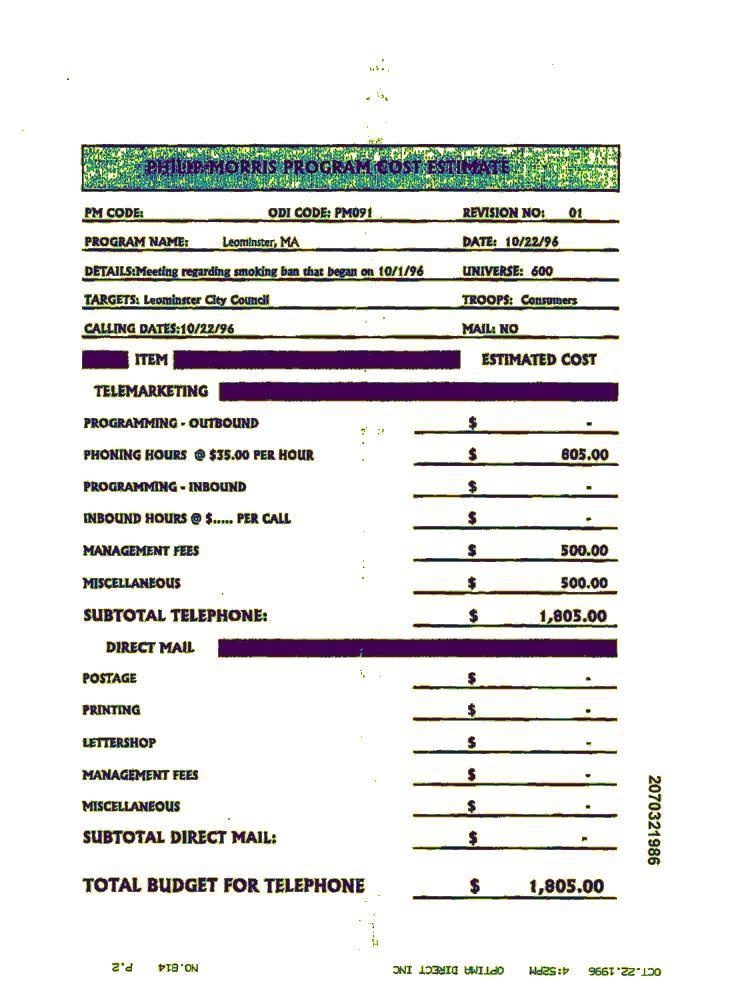 PHILIP MORRIS PROGRAM COST ESTIMATE
PM CODE: ODI CODE: PM091 REVISION NO: 01
PROGRAM NAME: Leominster, MA DATE: 10/22/96
DETAILS:Meeting regarding smoking ban that began on 10/1/96 UNIVERSE: 600
TARGETS: Leominster City Council TROOPS: Consumers
CALLING DATES:10/22/96 MAIL: NO
ITEM ESTIMATED COST
TELEMARKETING
PROGRAMMING - OUTBOUND $ -
PHONING HOURS @ $35.00 PER HOUR $ 805.00
PROGRAMMING - INBOUND $ -
INBOUND HOURS @ $..... PER CALL $ -
MANAGEMENT FEES $ 500.00
MISCELLANEOUS $ 500.00
SUBTOTAL TELEPHONE: $ 1,805.00
DIRECT MAIL
POSTAGE $ -
PRINTING $ -
LETTERSHOP $ -
MANAGEMENT FEES $ -
MISCELLANEOUS $ -
SUBTOTAL DIRECT MAIL: $ -
TOTAL BUDGET FOR TELEPHONE $ 1,805.00
2070321986
OCT.22.1996 4:52PM OPTIMA DIRECT INC NO.814 P.2